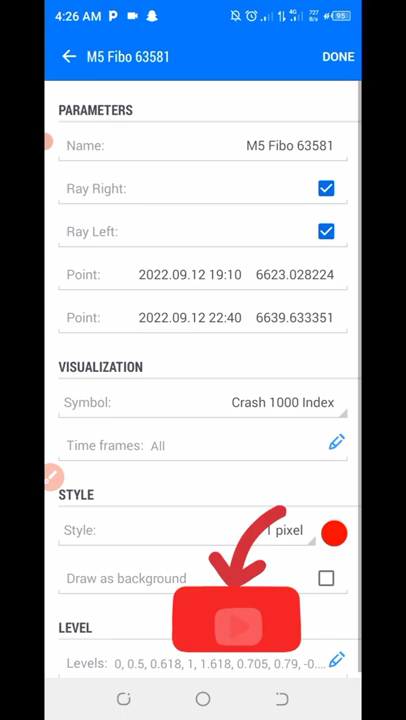 4:26 AM P 4G 727 B/s 95
M5 Fibo 63581 DONE
PARAMETERS
Name: M5 Fibo 63581
Ray Right:
Ray Left:
Point: 2022.09.12 19:10 6623.028224
Point: 2022.09.12 22:40 6639.633351
VISUALIZATION
Symbol: Crash 1000 Index
Time frames: All
STYLE
Style: 1 pixel
Draw as background
LEVEL
Levels: 0, 0.5, 0.618, 1, 1.618, 0.705, 0.79, -0....